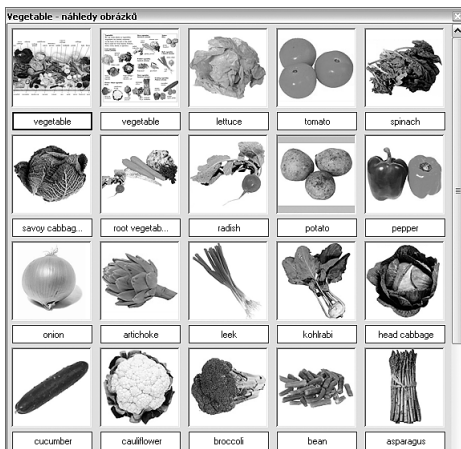 Vegetable - náhledy obrázků
vegetable vegetable lettuce tomato spinach
savoy cabbag... root vegetab... radish potato pepper
onion artichoke leek kohlrabi head cabbage
cucumber cauliflower broccoli bean asparagus